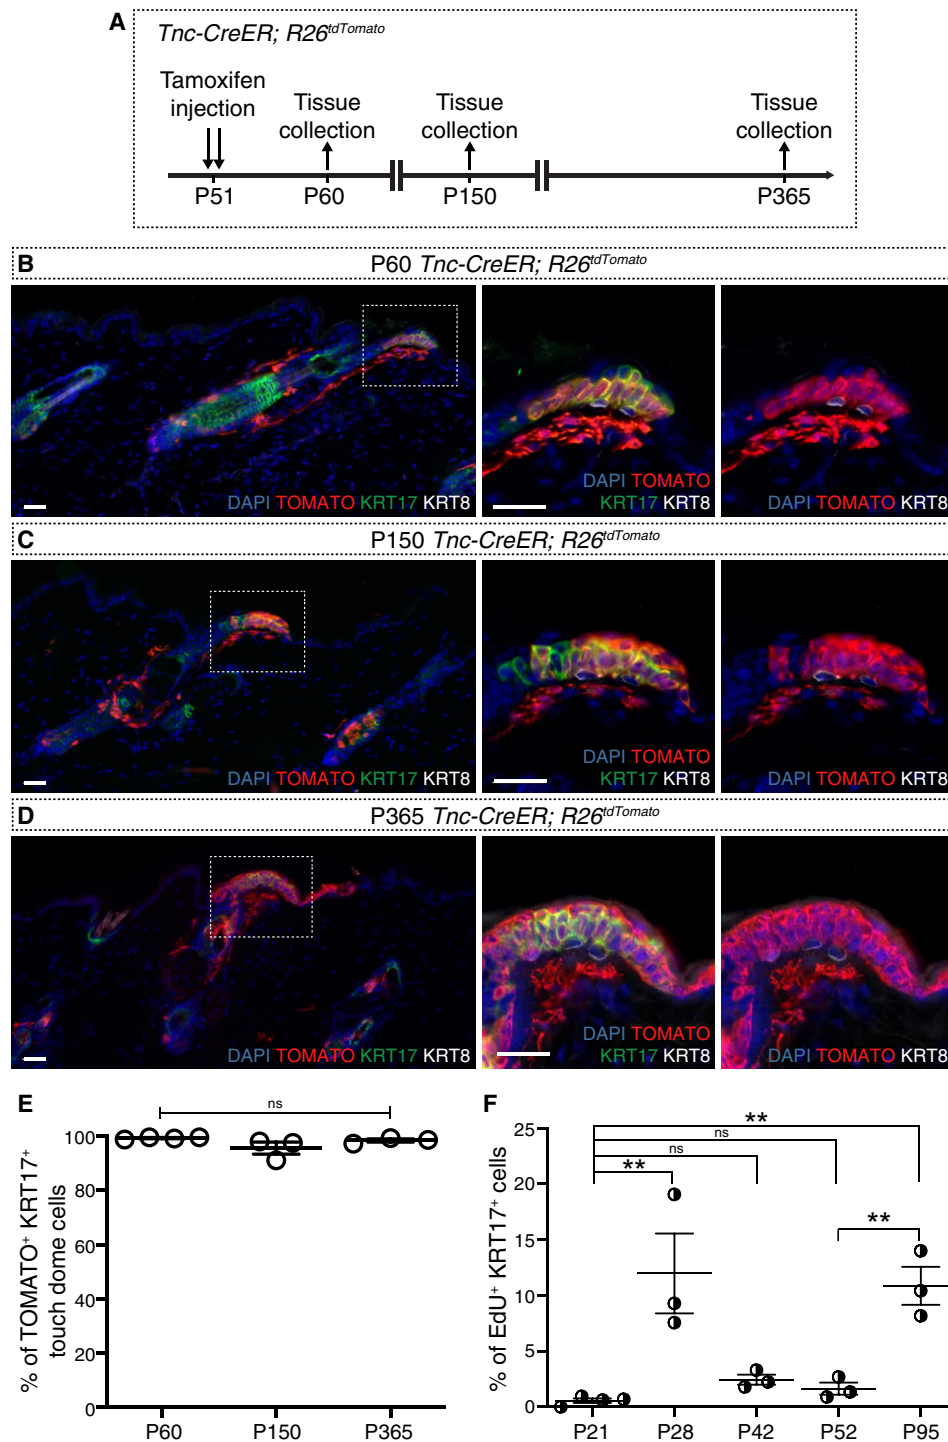 A
Tnc-CreER; R26tdTomato
Tamoxifen
injection
Tissue
collection
Tissue
collection
Tissue
collection
P51
P60
P150
P365
B
P60 Tnc-CreER; R26tdTomato
DAPI TOMATO KRT17 KRT8
DAPI TOMATO
KRT17 KRT8
DAPI TOMATO KRT8
C
P150 Tnc-CreER; R26tdTomato
DAPI TOMATO KRT17 KRT8
DAPI TOMATO
KRT17 KRT8
DAPI TOMATO KRT8
D
P365 Tnc-CreER; R26tdTomato
DAPI TOMATO KRT17 KRT8
DAPI TOMATO
KRT17 KRT8
DAPI TOMATO KRT8
E
ns
100
80
60
40
20
0
% of TOMATO+ KRT17+
touch dome cells
P60
P150
P365
F
**
ns
ns
**
**
25
20
15
10
5
0
% of EdU+ KRT17+ cells
P21
P28
P42
P52
P95